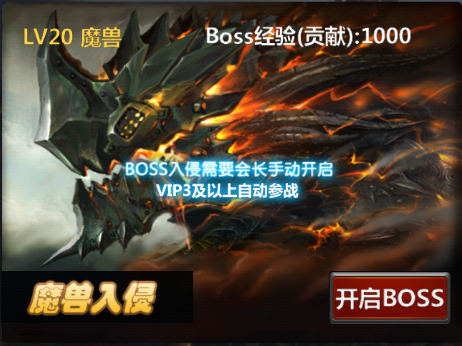 LV20 魔兽
Boss经验(贡献):1000
BOSS入侵需要会长手动开启
VIP3及以上自动参战
魔兽入侵
开启BOSS